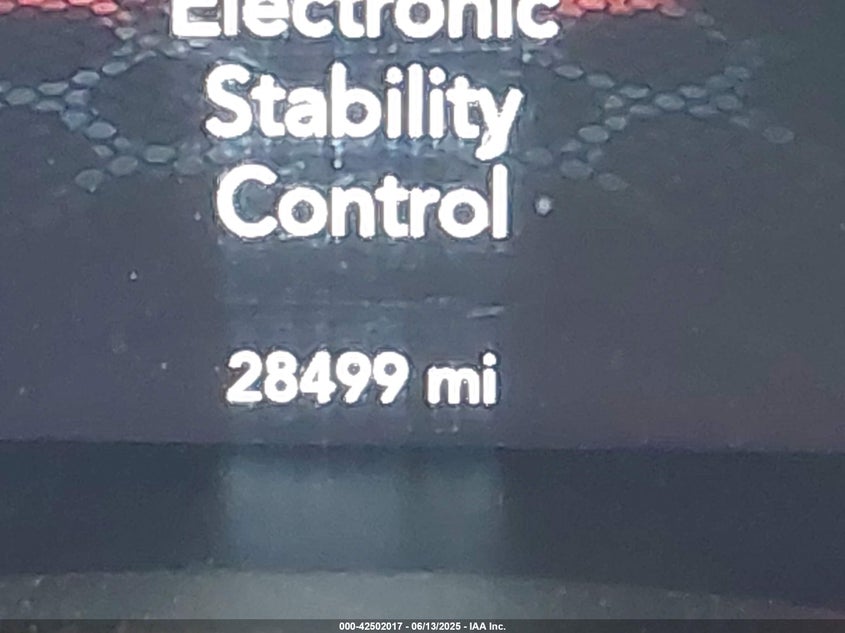 Electronic
Stability
Control
28499 mi
000-42502017 - 06/13/2025 - IAA Inc.